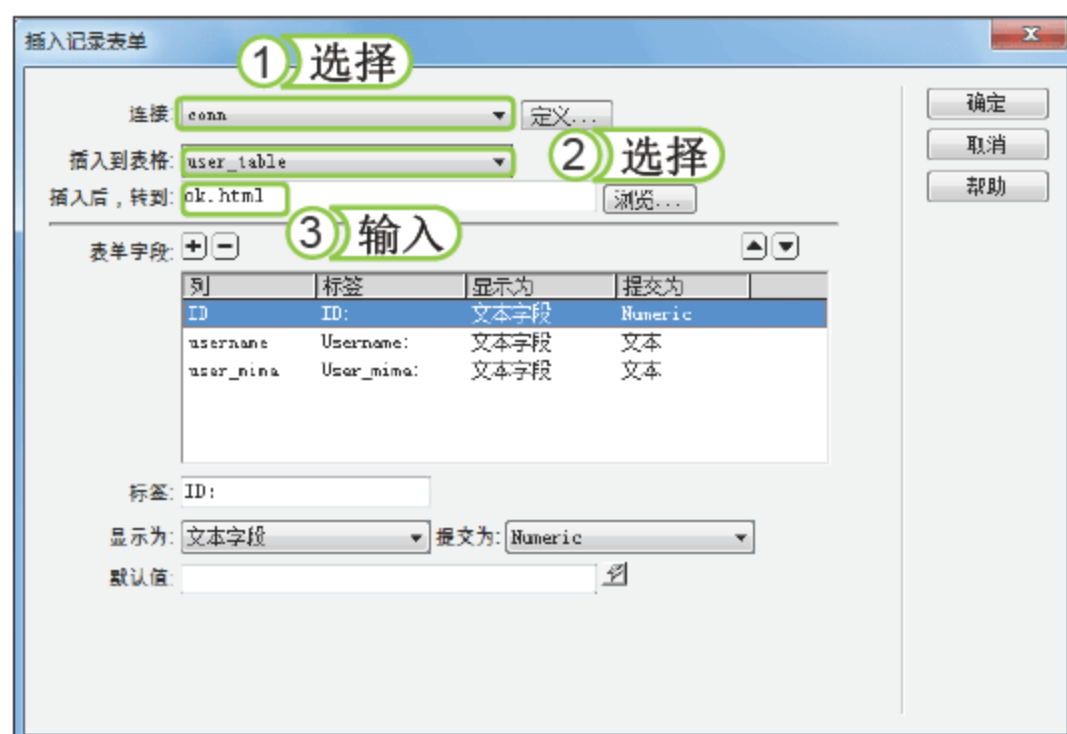 插入记录表单
① 选择
连接: conn 定义... 确定
② 选择 取消
插入到表格: user_table
插入后，转到: ok.html 浏览... 帮助
③ 输入
表单字段:
列 标签 显示为 提交为
ID ID: 文本字段 Numeric
username Username: 文本字段 文本
user_mima User_mima: 文本字段 文本
标签: ID:
显示为: 文本字段 提交为: Numeric
默认值: